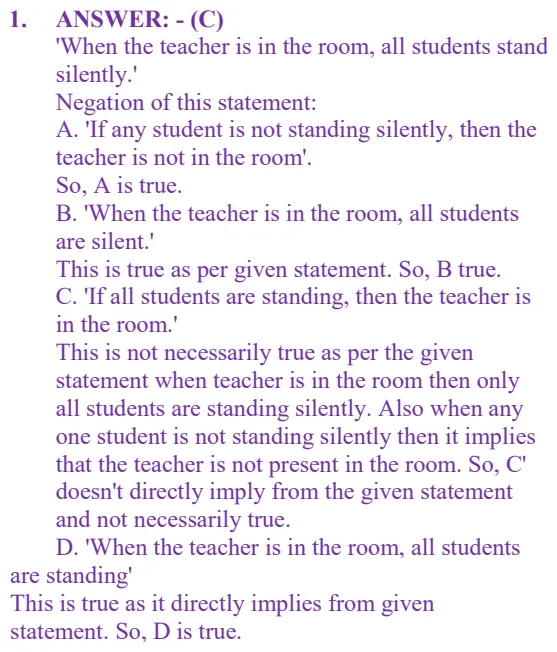 1. ANSWER: - (C)
'When the teacher is in the room, all students stand
silently.'
Negation of this statement:
A. 'If any student is not standing silently, then the
teacher is not in the room'.
So, A is true.
B. 'When the teacher is in the room, all students
are silent.'
This is true as per given statement. So, B true.
C. 'If all students are standing, then the teacher is
in the room.'
This is not necessarily true as per the given
statement when teacher is in the room then only
all students are standing silently. Also when any
one student is not standing silently then it implies
that the teacher is not present in the room. So, C'
doesn't directly imply from the given statement
and not necessarily true.
D. 'When the teacher is in the room, all students
are standing'
This is true as it directly implies from given
statement. So, D is true.